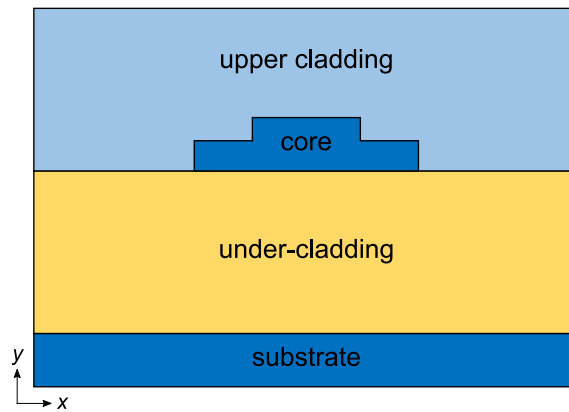 upper cladding
core
under-cladding
substrate
y
x